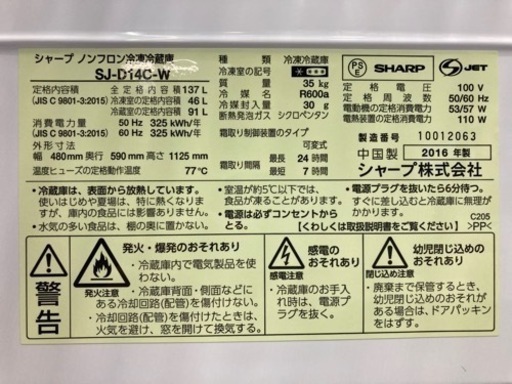 シャープ ノンフロン冷凍冷蔵庫
SJ-D14C-W
定格内容積 全定格内容積 137 L
(JIS C 9801-3:2015) 冷凍室の定格内容積 46 L
冷蔵室の定格内容積 91 L
消費電力量 50 Hz 325 kWh/年
(JIS C 9801-3:2015) 60 Hz 325 kWh/年
外形寸法
幅 480mm 奥行 590 mm 高さ 1125 mm
温度ヒューズの定格動作温度 77℃
種類 冷凍冷蔵庫
冷凍室の記号
質量 35 kg
冷媒 R600a
冷媒封入量 30 g
断熱発泡ガス シクロペンタン
霜取り制御装置のタイプ
可変式
霜取り間隔 最長 24 時間
最短 7 時間
PS
E
SHARP
JET
定格電圧 100 V
定格周波数 50/60 Hz
電動機の定格消費電力 53/57 W
電熱装置の定格消費電力 110 W
製造番号 10012063
中国製 2016 年製
シャープ株式会社
・冷蔵庫は、表面から放熱しています。
使いはじめや夏場は、特に熱くなりま
すが、庫内の食品には影響ありません。
・水気の多い食品は、棚の奥に置かない。
・室温が約5℃以下では、
食品が凍ることがあります。
・電源は必ずコンセントから
とる。
・電源プラグを抜いたら6分待つ。
すぐに差し込むと、故障の原因に
なります。
【くわしくは取扱説明書をご覧ください】
C205
>PP<
警告
発火・爆発のおそれあり
発火注意
・冷蔵庫内で電気製品を使わ
ない。
・冷蔵庫背面・側面などに
ある冷却回路(配管)を傷付けない。
・冷却回路(配管)を傷付けたときは、
火気を避け、窓を開けて換気する。
感電の
おそれあり
感電注意
・冷蔵庫のお手入
れ時は、電源プ
ラグを抜く。
幼児閉じ込めの
おそれあり
閉じ込め注意
・廃棄まで保管するとき、
幼児閉じ込めのおそれが
ある場合は、ドアパッキン
をはずす。